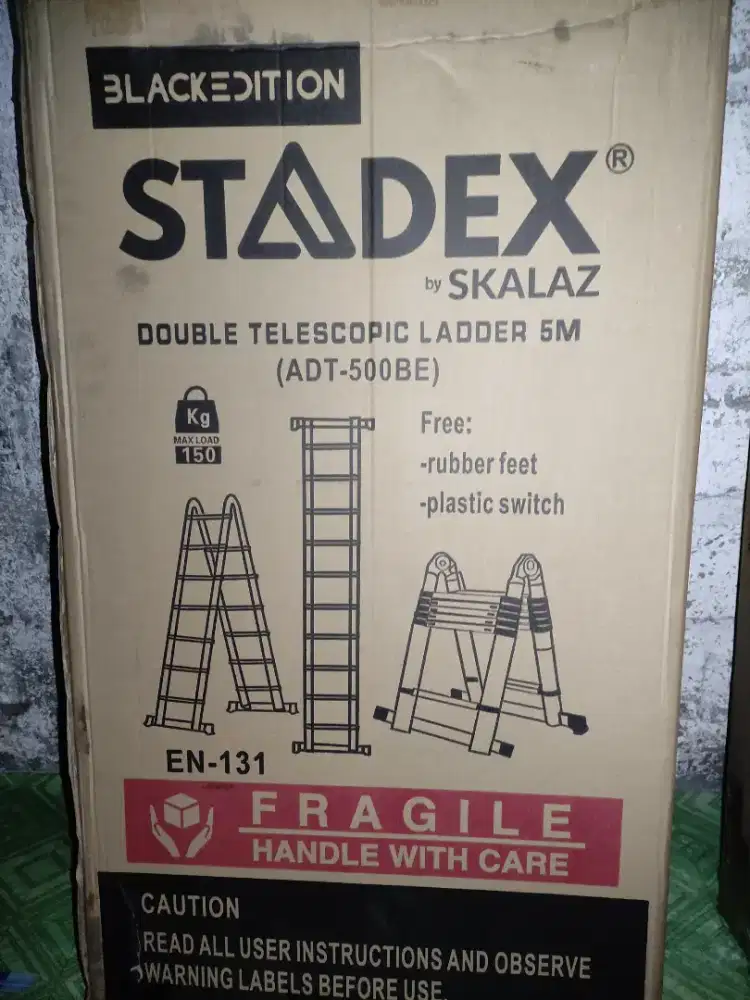 BLACKEDITION
STADEX®
by SKALAZ
DOUBLE TELESCOPIC LADDER 5M
(ADT-500BE)
Kg
MAX LOAD
150
Free:
-rubber feet
-plastic switch
EN-131
FRAGILE
HANDLE WITH CARE
CAUTION
READ ALL USER INSTRUCTIONS AND OBSERVE
WARNING LABELS BEFORE USE.